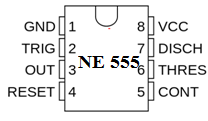 GND 1 8 VCC
TRIG 2 7 DISCH
OUT 3 NE 555 6 THRES
RESET 4 5 CONT